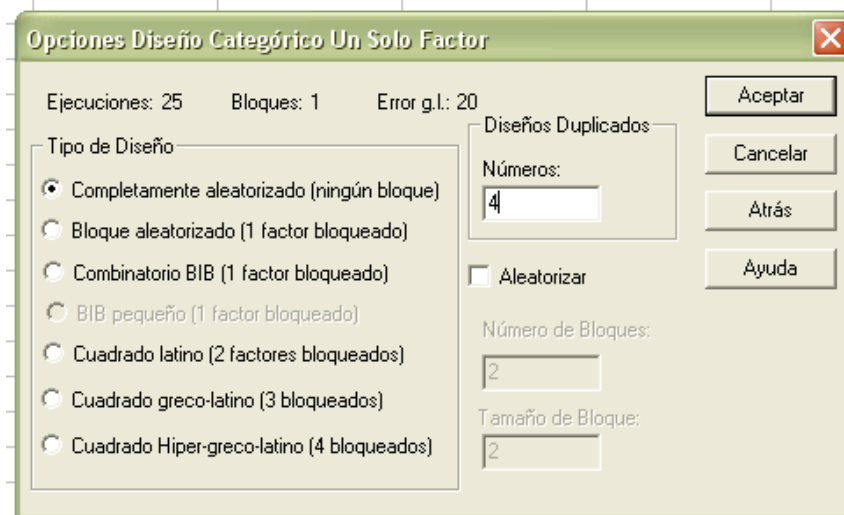 Opciones Diseño Categórico Un Solo Factor
Ejecuciones: 25 Bloques: 1 Error g.l.: 20
Tipo de Diseño
Completamente aleatorizado (ningún bloque)
Bloque aleatorizado (1 factor bloqueado)
Combinatorio BIB (1 factor bloqueado)
BIB pequeño (1 factor bloqueado)
Cuadrado latino (2 factores bloqueados)
Cuadrado greco-latino (3 bloqueados)
Cuadrado Hiper-greco-latino (4 bloqueados)
Diseños Duplicados
Números:
4
Aleatorizar
Número de Bloques:
2
Tamaño de Bloque:
2
Aceptar
Cancelar
Atrás
Ayuda